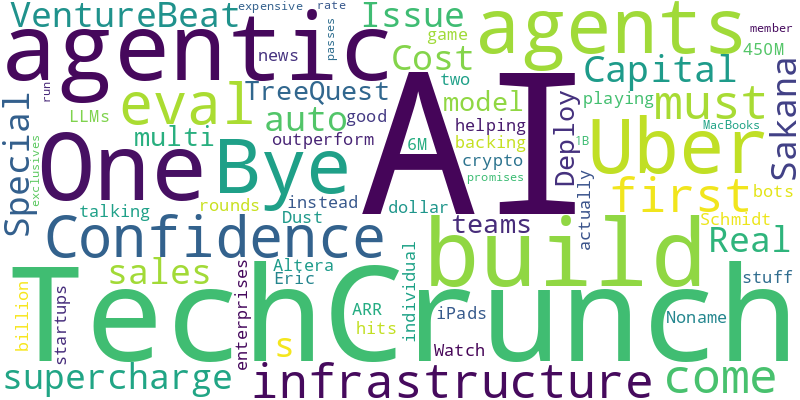 VentureBeat
expensive
rate
passes
Issue
agents
member
450M
agentic
game
Cost
news
two
Capital
run
TreeQuest
model
playing
must
Sakana
LLMs
eval
auto
good
AI
helping
MacBooks
Special
exclusives
multi
outperform
6M
backing
Deploy
1B
Uber
crypto
One
Bye
promises
actually
first
bots
talking
rounds
instead
dollar
Dust
teams
Schmidt
Confidence
build
Real
sales
Altera
Eric
individual
stuff
TechCrunch
billion
startups
enterprises
s
ARR
hits
iPads
Noname
Watch
supercharge
infrastructure
come